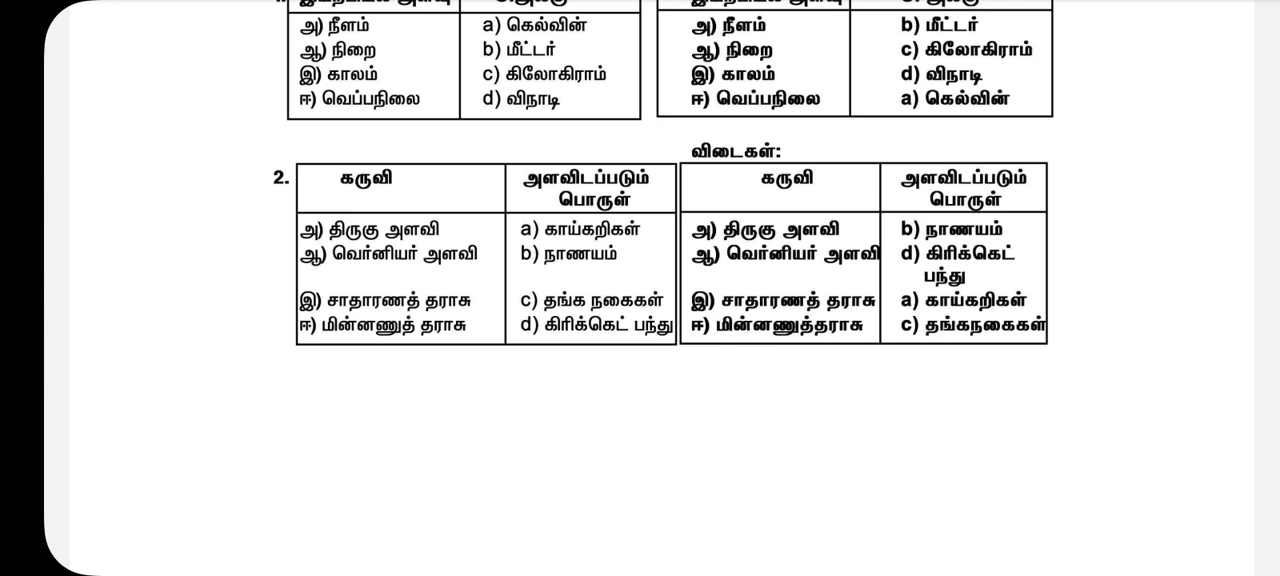 அ) நீளம் a) கெல்வின் அ) நீளம் b) மீட்டர்
ஆ) நிறை b) மீட்டர் ஆ) நிறை c) கிலோகிராம்
இ) காலம் c) கிலோகிராம் இ) காலம் d) விநாடி
ஈ) வெப்பநிலை d) விநாடி ஈ) வெப்பநிலை a) கெல்வின்
விடைகள்:
2. கருவி அளவிடப்படும் கருவி அளவிடப்படும்
பொருள் பொருள்
அ) திருகு அளவி a) காய்கறிகள் அ) திருகு அளவி b) நாணயம்
ஆ) வெர்னியர் அளவி b) நாணயம் ஆ) வெர்னியர் அளவி d) கிரிக்கெட்
பந்து
இ) சாதாரணத் தராசு c) தங்க நகைகள் இ) சாதாரணத் தராசு a) காய்கறிகள்
ஈ) மின்னணுத் தராசு d) கிரிக்கெட் பந்து ஈ) மின்னணுத்தராசு c) தங்கநகைகள்